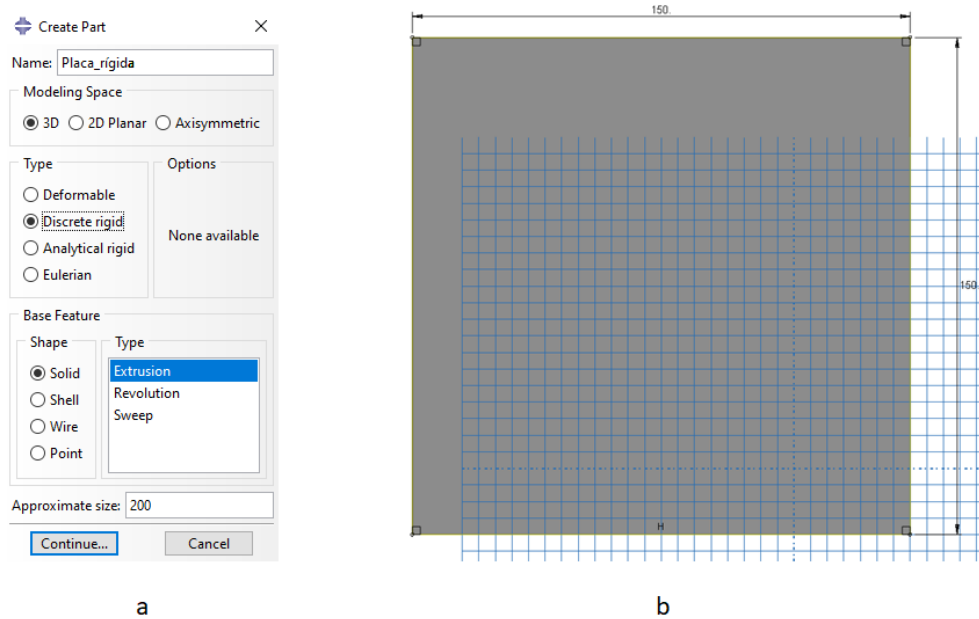 Create Part
Name: Placa_rígida
Modeling Space
3D 2D Planar Axisymmetric
Type
Deformable
Discrete rigid
Analytical rigid
Eulerian
Options
None available
Base Feature
Shape
Solid
Shell
Wire
Point
Type
Extrusion
Revolution
Sweep
Approximate size: 200
Continue... Cancel
a
150.
150.
H
b